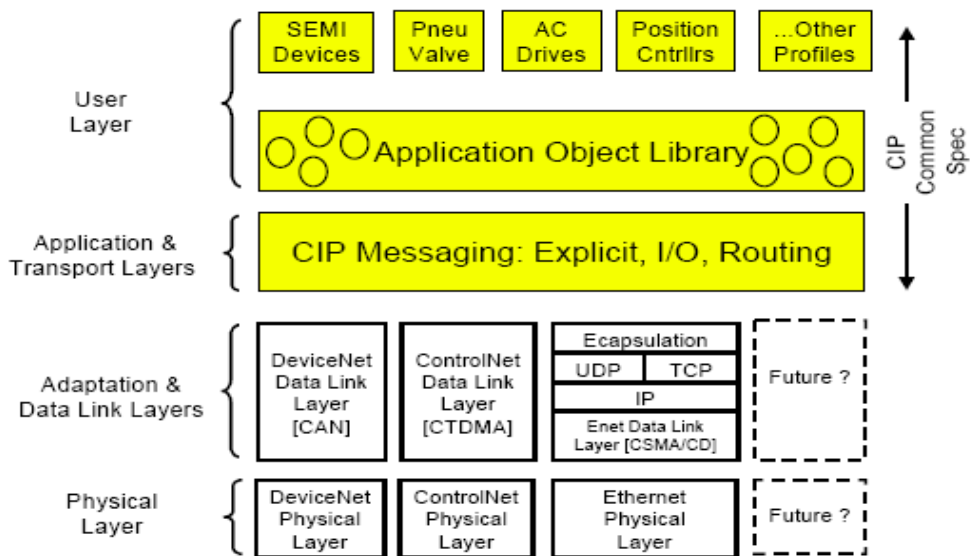 SEMI
Devices
Pneu
Valve
AC
Drives
Position
Cntrllrs
...Other
Profiles
User
Layer
Application Object Library
CIP
Common
Spec
Application &
Transport Layers
CIP Messaging: Explicit, I/O, Routing
Adaptation &
Data Link Layers
DeviceNet
Data Link
Layer
[CAN]
ControlNet
Data Link
Layer
[CTDMA]
Ecapsulation
UDP
TCP
IP
Enet Data Link
Layer [CSMA/CD]
Future ?
Physical
Layer
DeviceNet
Physical
Layer
ControlNet
Physical
Layer
Ethernet
Physical
Layer
Future ?